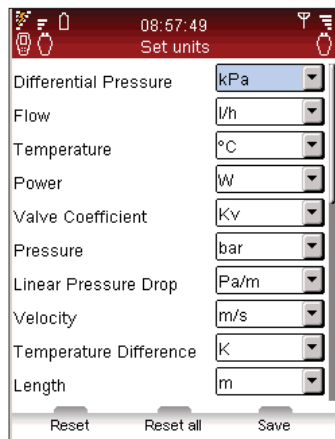 08:57:49
Set units
Differential Pressure kPa
Flow l/h
Temperature °C
Power W
Valve Coefficient Kv
Pressure bar
Linear Pressure Drop Pa/m
Velocity m/s
Temperature Difference K
Length m
Reset Reset all Save